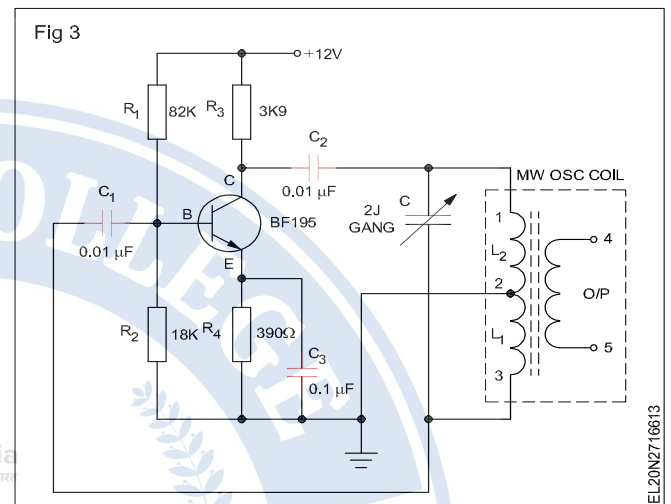 Fig 3
+12V
R1 82K R3 3K9
C2
0.01 µF
MW OSC COIL
C
C1
0.01 µF
B
BF195
E
2J
GANG
C
1
L2
2
L1
3
4
O/P
5
R2 18K R4 390Ω
C3
0.1 µF
EL20N2716613
OLLEGE